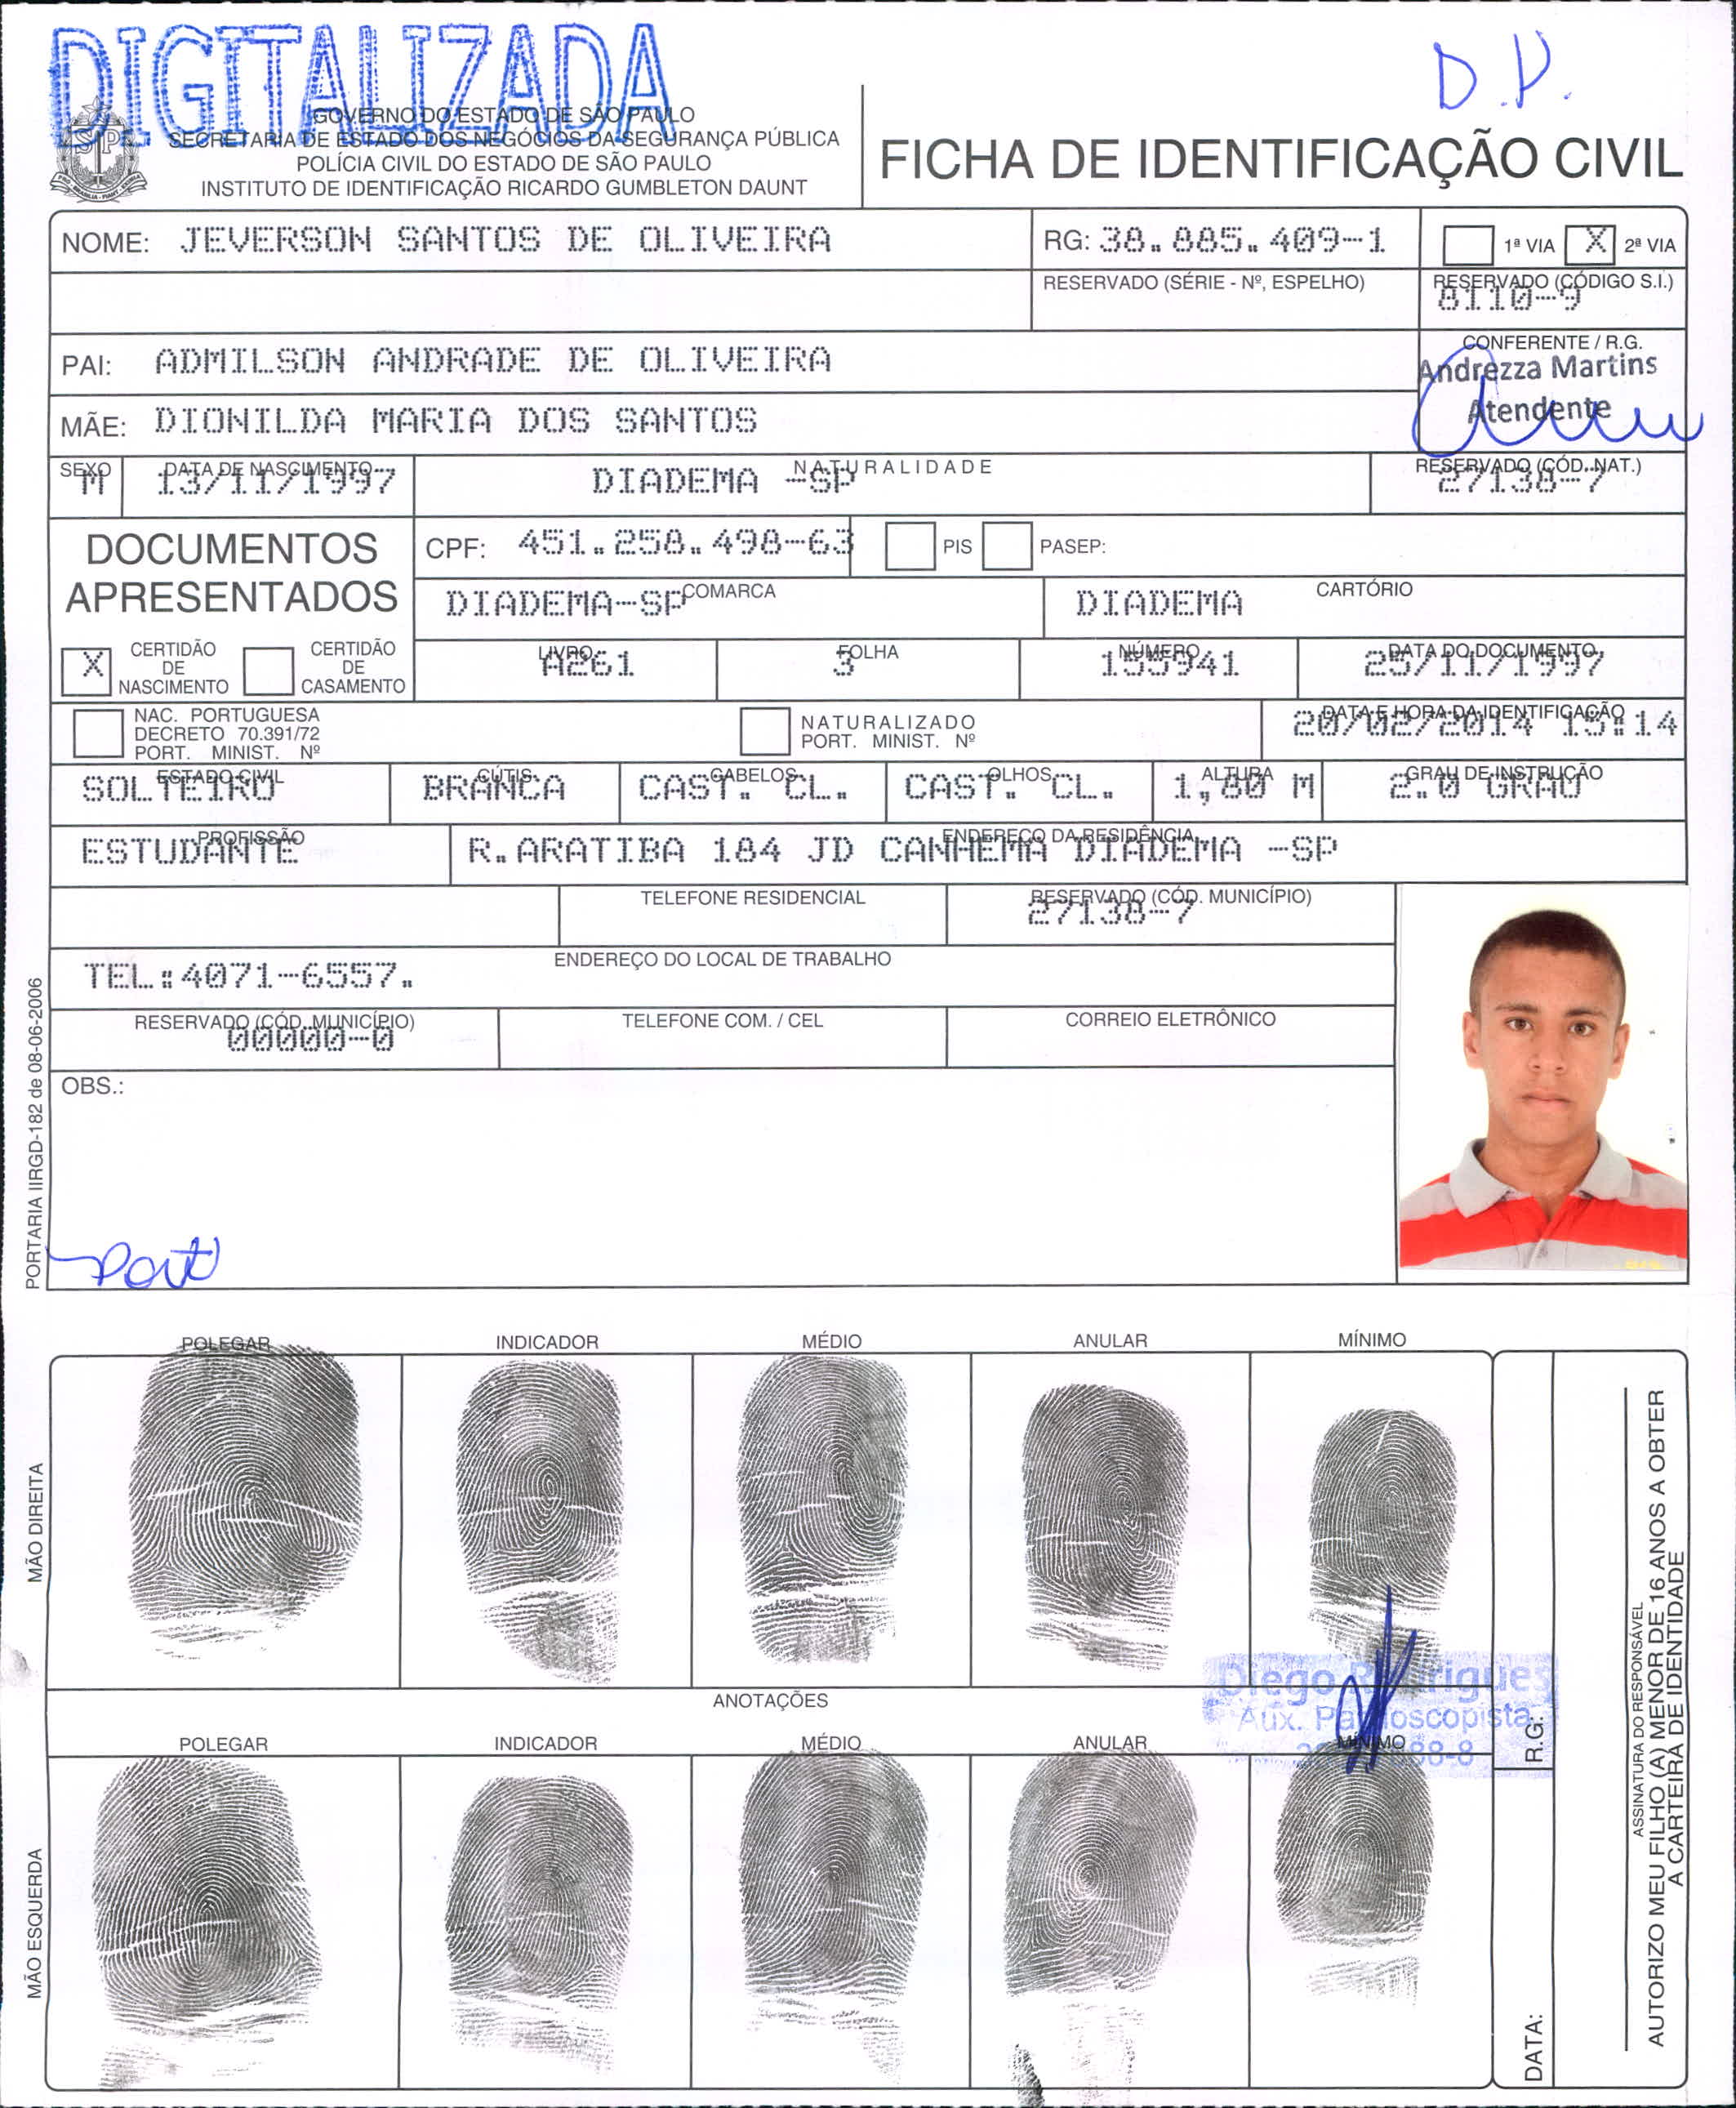 DIGITALIZADA
D.P.
GOVERNO DO ESTADO DE SÃO PAULO
SECRETARIA DE ESTADO DOS NEGÓCIOS DA SEGURANÇA PÚBLICA
POLÍCIA CIVIL DO ESTADO DE SÃO PAULO
INSTITUTO DE IDENTIFICAÇÃO RICARDO GUMBLETON DAUNT
FICHA DE IDENTIFICAÇÃO CIVIL
NOME: JEVERSON SANTOS DE OLIVEIRA
RG: 38.885.409-1
1ª VIA X 2ª VIA
RESERVADO (SÉRIE - Nº, ESPELHO)
RESERVADO (CÓDIGO S.I.)
8110-9
PAI: ADMILSON ANDRADE DE OLIVEIRA
CONFERENTE / R.G.
Andrezza Martins
Atendente
MÃE: DIONILDA MARIA DOS SANTOS
SEXO
M
DATA DE NASCIMENTO
13/11/1997
NATURALIDADE
DIADEMA -SP
RESERVADO (CÓD. NAT.)
27138-7
DOCUMENTOS
APRESENTADOS
CPF: 451.258.498-63
PIS
PASEP:
COMARCA
DIADEMA-SP
CARTÓRIO
DIADEMA
X CERTIDÃO
DE
NASCIMENTO
CERTIDÃO
DE
CASAMENTO
LIVRO
A261
FOLHA
3
NÚMERO
155941
DATA DO DOCUMENTO
25/11/1997
NAC. PORTUGUESA
DECRETO 70.391/72
PORT. MINIST. Nº
NATURALIZADO
PORT. MINIST. Nº
DATA E HORA DA IDENTIFICAÇÃO
20/02/2014 15:14
ESTADO CIVIL
SOLTEIRO
CÚTIS
BRANCA
CABELOS
CAST. CL.
OLHOS
CAST. CL.
ALTURA
1,80 M
GRAU DE INSTRUÇÃO
2.0 GRAU
PROFISSÃO
ESTUDANTE
ENDEREÇO DA RESIDÊNCIA
R.ARATIBA 184 JD CANHEMA DIADEMA -SP
TELEFONE RESIDENCIAL
RESERVADO (CÓD. MUNICÍPIO)
27138-7
ENDEREÇO DO LOCAL DE TRABALHO
TEL.:4071-6557.
RESERVADO (CÓD. MUNICÍPIO)
00000-0
TELEFONE COM. / CEL
CORREIO ELETRÔNICO
OBS.:
PORTARIA IIRGD-182 de 08-06-2006
POLEGAR
INDICADOR
MÉDIO
ANULAR
MÍNIMO
MÃO DIREITA
ANOTAÇÕES
Diego
Aux.
POLEGAR
INDICADOR
MÉDIO
ANULAR
MÍNIMO
MÃO ESQUERDA
R.G:
DATA:
ASSINATURA DO RESPONSÁVEL
AUTORIZO MEU FILHO (A) MENOR DE 16 ANOS A OBTER
A CARTEIRA DE IDENTIDADE